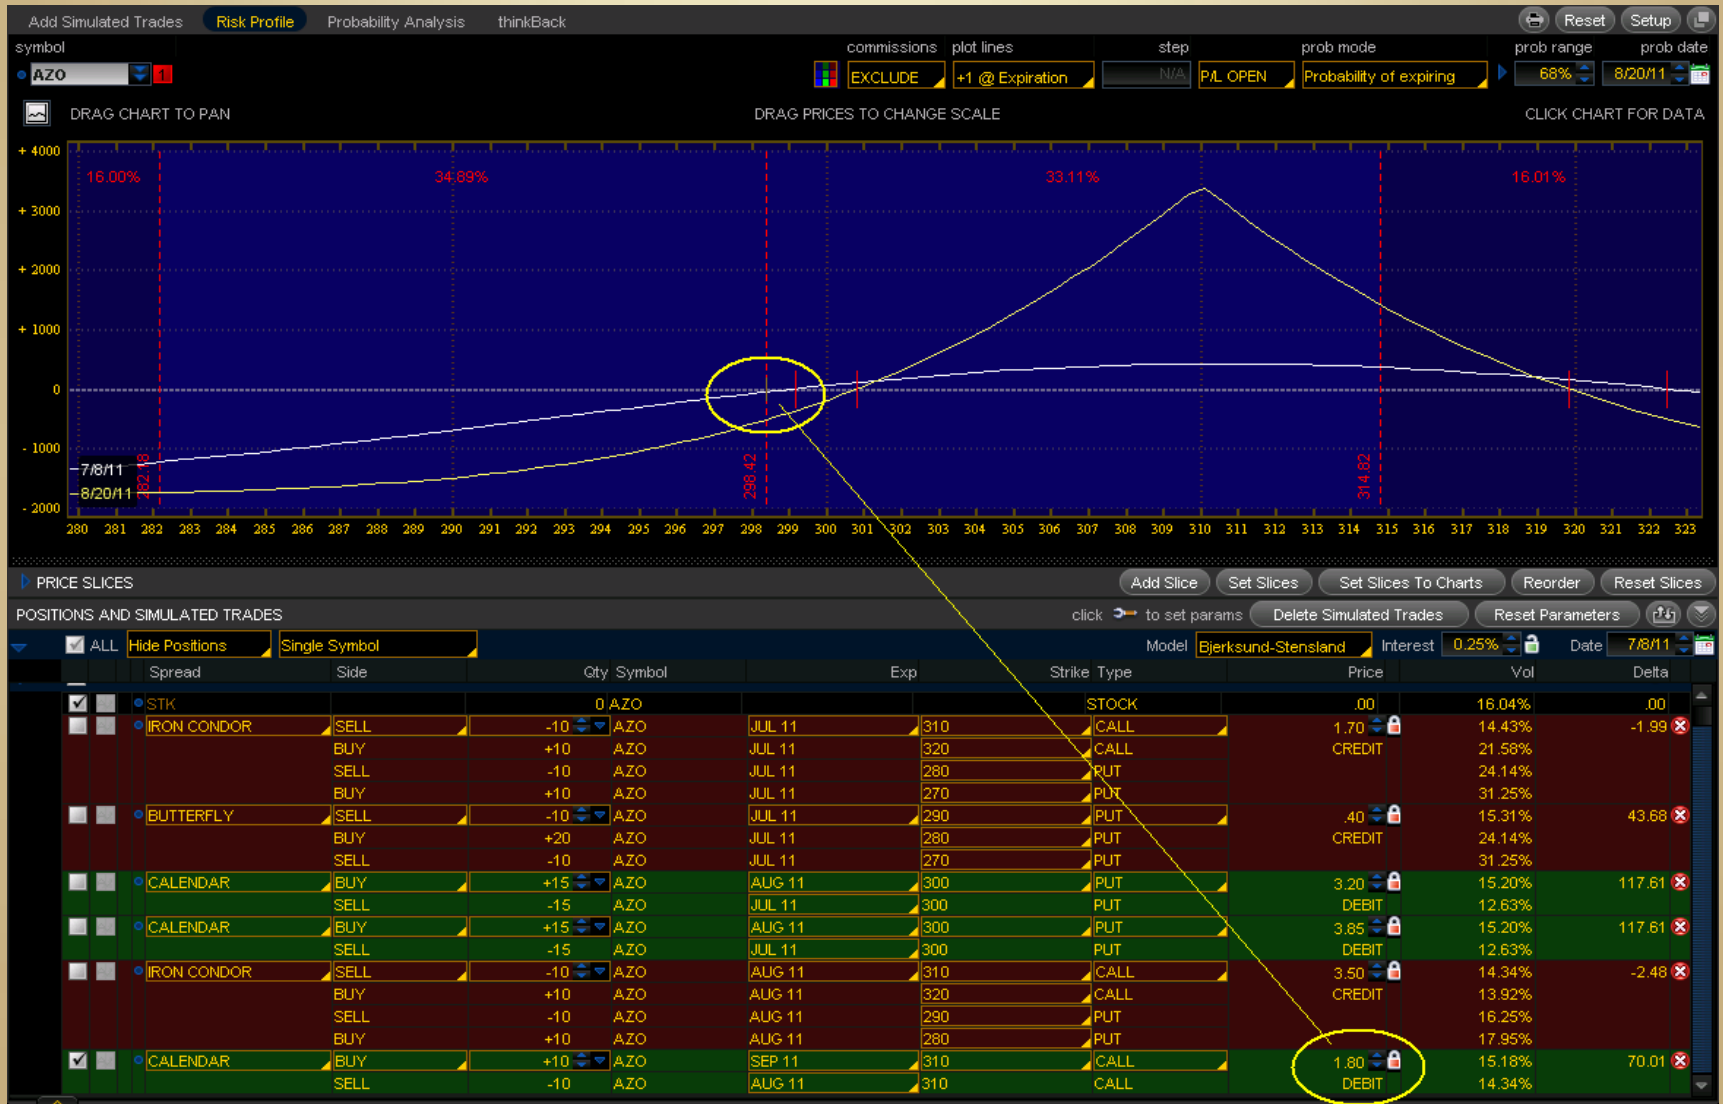 Add Simulated Trades Risk Profile Probability Analysis thinkBack Reset Setup
symbol commissions plot lines step prob mode prob range prob date
AZO 1 EXCLUDE +1 @ Expiration N/A P/L OPEN Probability of expiring 68% 8/20/11
DRAG CHART TO PAN DRAG PRICES TO CHANGE SCALE CLICK CHART FOR DATA
+ 4000
16.00% 34.89% 33.11% 16.01%
+ 3000
+ 2000
+ 1000
0
- 1000
282.18 298.42 314.82
7/8/11
8/20/11
- 2000
280 281 282 283 284 285 286 287 288 289 290 291 292 293 294 295 296 297 298 299 300 301 302 303 304 305 306 307 308 309 310 311 312 313 314 315 316 317 318 319 320 321 322 323
PRICE SLICES Add Slice Set Slices Set Slices To Charts Reorder Reset Slices
POSITIONS AND SIMULATED TRADES click to set params Delete Simulated Trades Reset Parameters
ALL Hide Positions Single Symbol Model Bjerksund-Stensland Interest 0.25% Date 7/8/11
Spread Side Qty Symbol Exp Strike Type Price Vol Delta
STK 0 AZO STOCK .00 16.04% .00
IRON CONDOR SELL -10 AZO JUL 11 310 CALL 1.70 14.43% -1.99
BUY +10 AZO JUL 11 320 CALL CREDIT 21.58%
SELL -10 AZO JUL 11 280 PUT 24.14%
BUY +10 AZO JUL 11 270 PUT 31.25%
BUTTERFLY SELL -10 AZO JUL 11 290 PUT .40 15.31% 43.68
BUY +20 AZO JUL 11 280 PUT CREDIT 24.14%
SELL -10 AZO JUL 11 270 PUT 31.25%
CALENDAR BUY +15 AZO AUG 11 300 PUT 3.20 15.20% 117.61
SELL -15 AZO JUL 11 300 PUT DEBIT 12.63%
CALENDAR BUY +15 AZO AUG 11 300 PUT 3.85 15.20% 117.61
SELL -15 AZO JUL 11 300 PUT DEBIT 12.63%
IRON CONDOR SELL -10 AZO AUG 11 310 CALL 3.50 14.34% -2.48
BUY +10 AZO AUG 11 320 CALL CREDIT 13.92%
SELL -10 AZO AUG 11 290 PUT 16.25%
BUY +10 AZO AUG 11 280 PUT 17.95%
CALENDAR BUY +10 AZO SEP 11 310 CALL 1.80 15.18% 70.01
SELL -10 AZO AUG 11 310 CALL DEBIT 14.34%